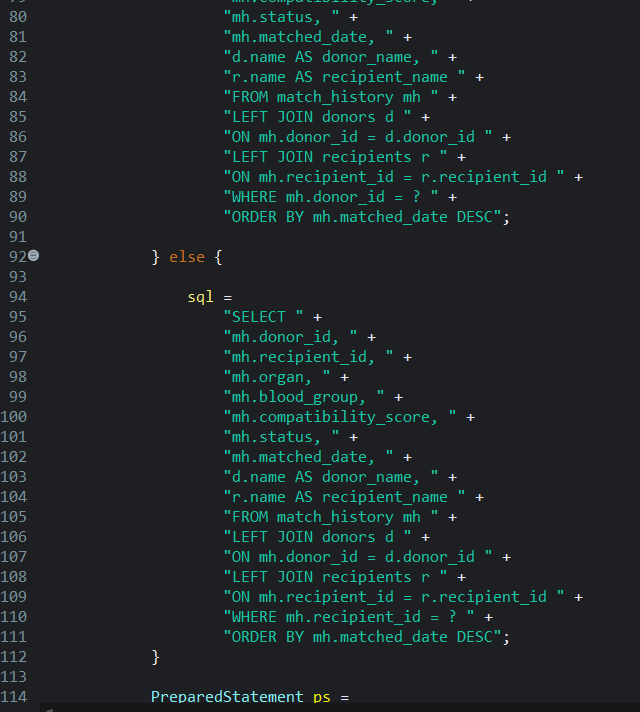 79 "mh.compatibility_score, " +
80 "mh.status, " +
81 "mh.matched_date, " +
82 "d.name AS donor_name, " +
83 "r.name AS recipient_name " +
84 "FROM match_history mh " +
85 "LEFT JOIN donors d " +
86 "ON mh.donor_id = d.donor_id " +
87 "LEFT JOIN recipients r " +
88 "ON mh.recipient_id = r.recipient_id " +
89 "WHERE mh.donor_id = ? " +
90 "ORDER BY mh.matched_date DESC";
91
92 } else {
93
94 sql =
95 "SELECT " +
96 "mh.donor_id, " +
97 "mh.recipient_id, " +
98 "mh.organ, " +
99 "mh.blood_group, " +
100 "mh.compatibility_score, " +
101 "mh.status, " +
102 "mh.matched_date, " +
103 "d.name AS donor_name, " +
104 "r.name AS recipient_name " +
105 "FROM match_history mh " +
106 "LEFT JOIN donors d " +
107 "ON mh.donor_id = d.donor_id " +
108 "LEFT JOIN recipients r " +
109 "ON mh.recipient_id = r.recipient_id " +
110 "WHERE mh.recipient_id = ? " +
111 "ORDER BY mh.matched_date DESC";
112 }
113
114 PreparedStatement ps =